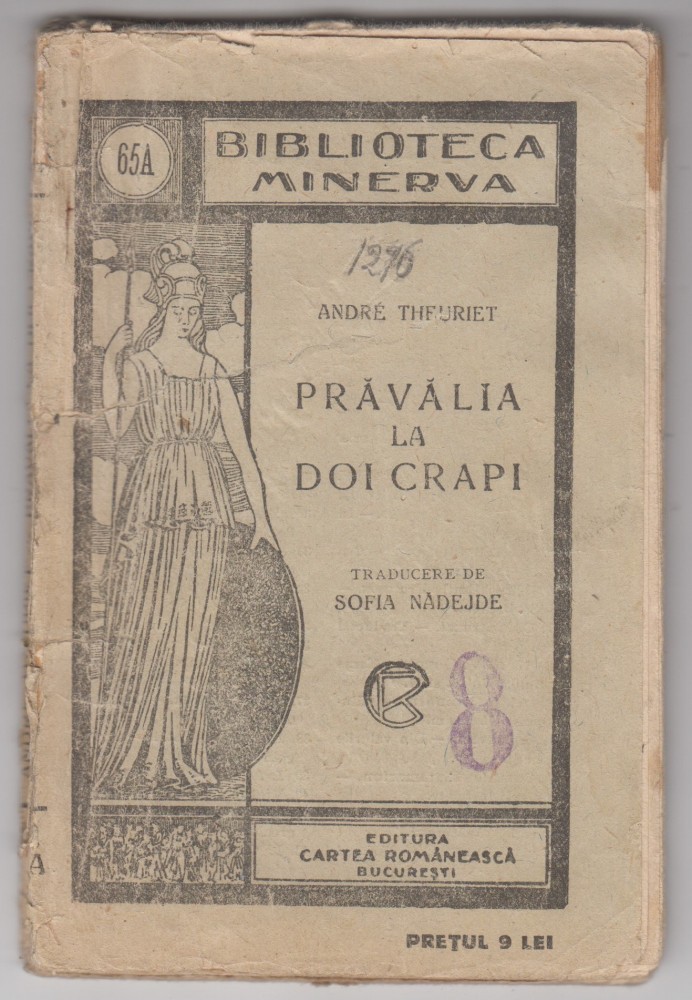 65A
BIBLIOTECA
MINERVA
1276
ANDRÉ THEURIET
PRĂVĂLIA
LA
DOI CRAPI
TRADUCERE DE
SOFIA NĂDEJDE
CR
8
EDITURA
CARTEA ROMÂNEASCĂ
BUCUREȘTI
A
PREȚUL 9 LEI